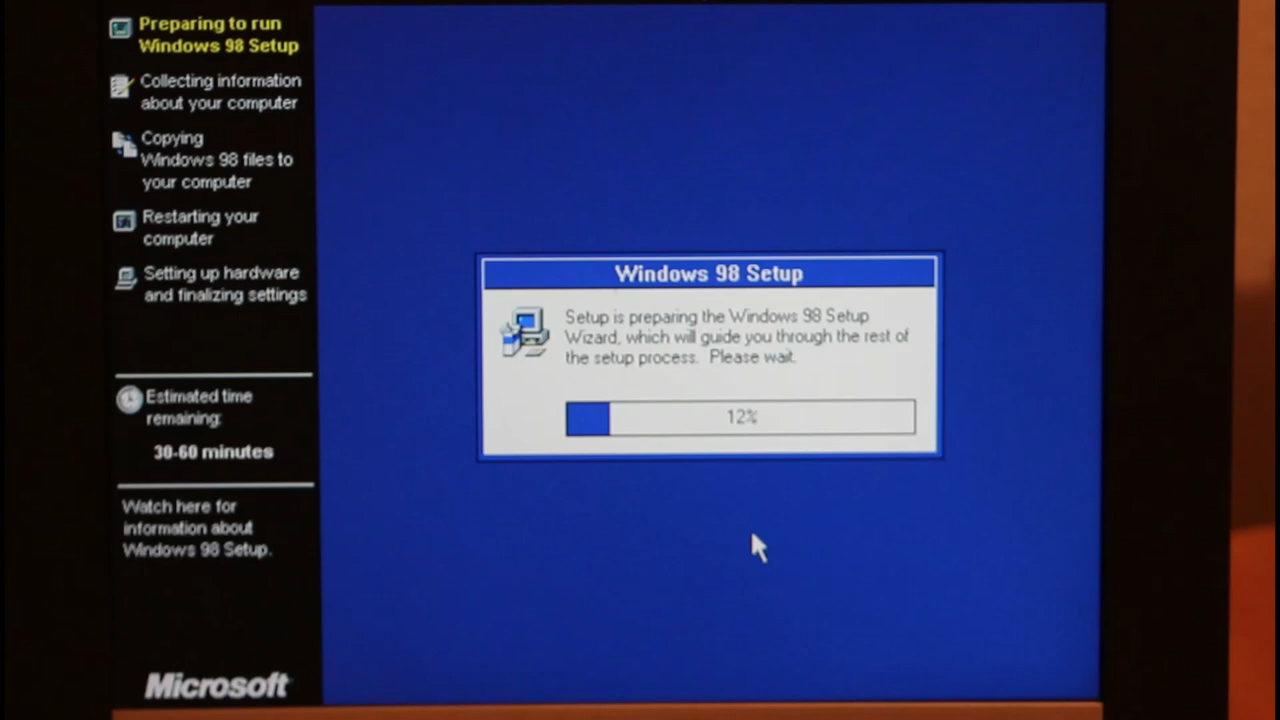 Preparing to run
Windows 98 Setup
Collecting information
about your computer
Copying
Windows 98 files to
your computer
Restarting your
computer
Setting up hardware
and finalizing settings
Estimated time
remaining:
30-60 minutes
Watch here for
information about
Windows 98 Setup.
Microsoft
Windows 98 Setup
Setup is preparing the Windows 98 Setup
Wizard, which will guide you through the rest of
the setup process.  Please wait.
12%